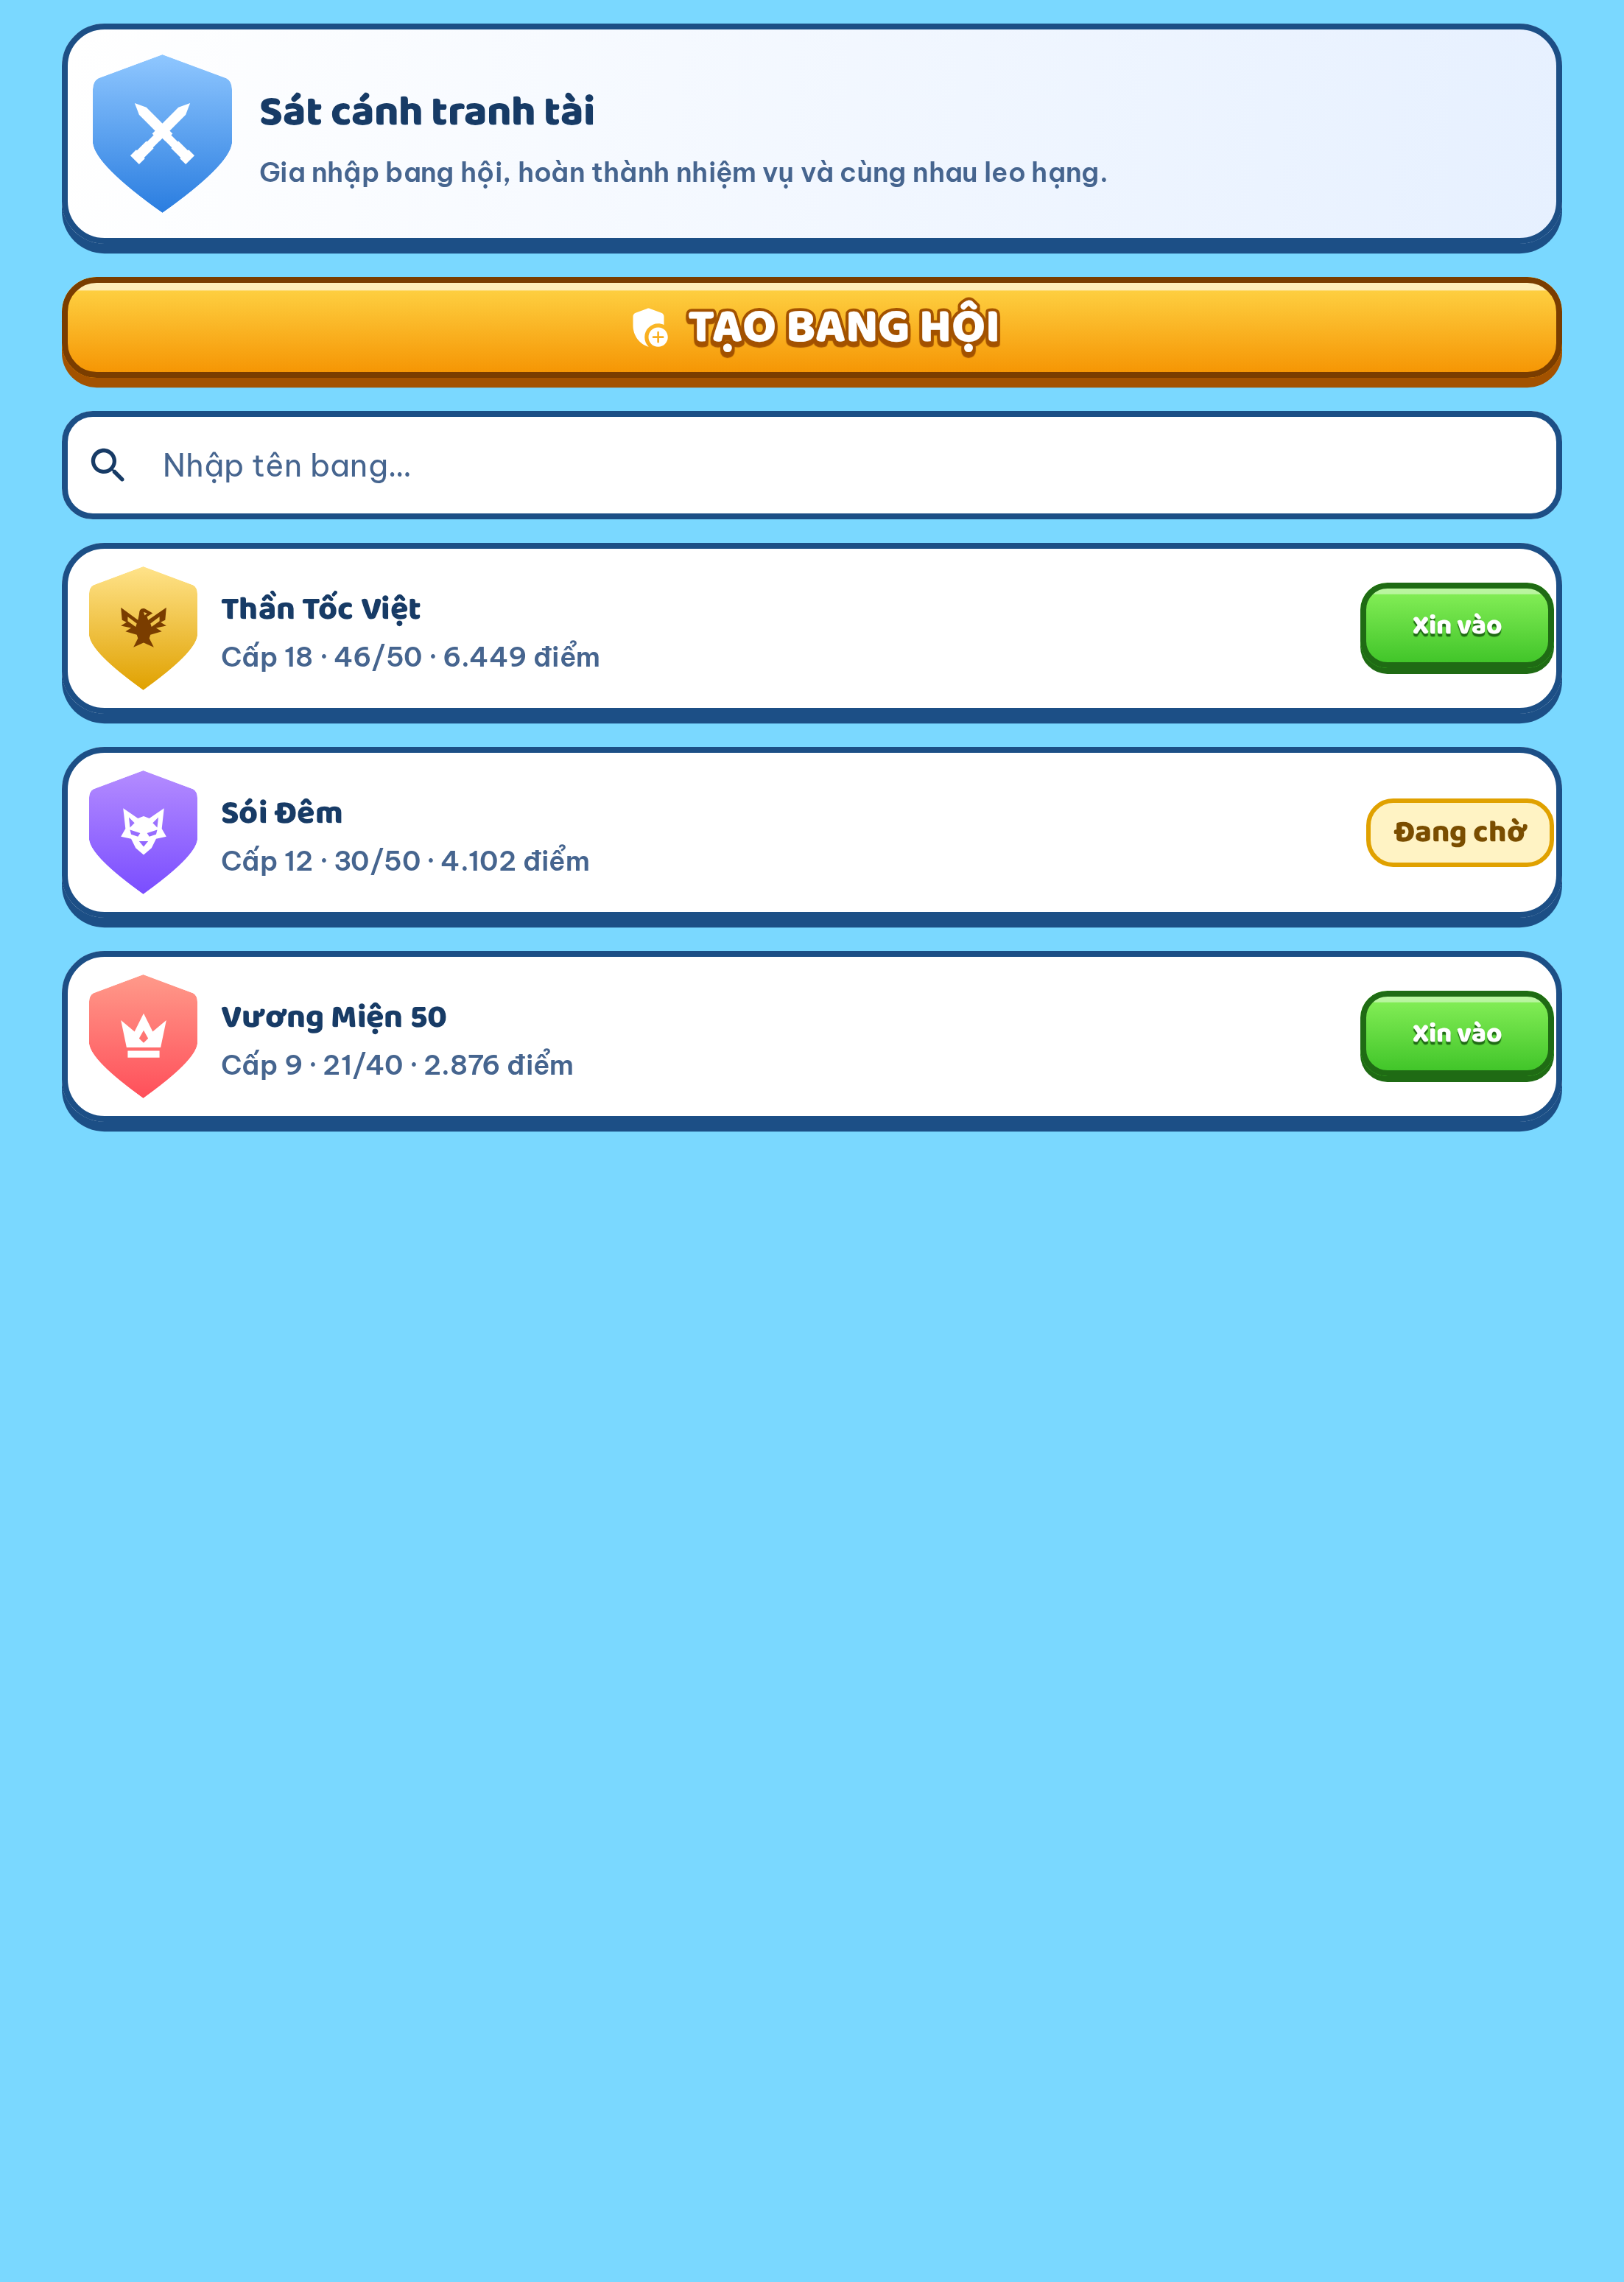 Sát cánh tranh tài
Gia nhập bang hội, hoàn thành nhiệm vụ và cùng nhau leo hạng.
TẠO BANG HỘI
Nhập tên bang...
Thần Tốc Việt
Cấp 18 · 46/50 · 6.449 điểm
Xin vào
Sói Đêm
Cấp 12 · 30/50 · 4.102 điểm
Đang chờ
Vương Miện 50
Cấp 9 · 21/40 · 2.876 điểm
Xin vào